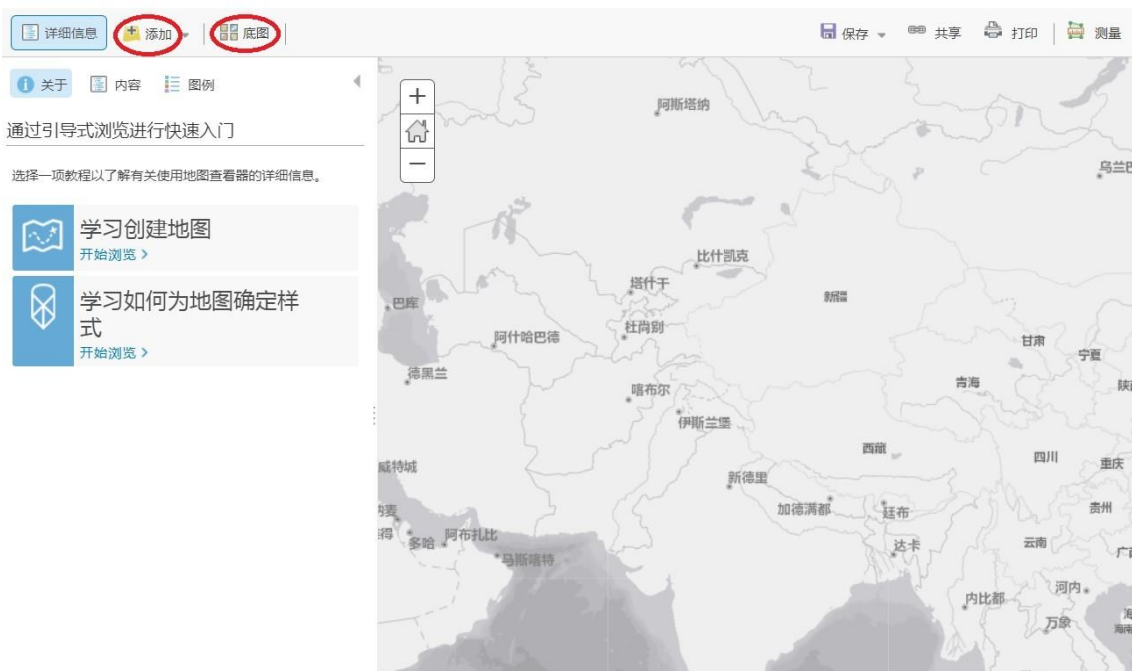 详细信息 添加 底图 保存 共享 打印 测量
关于 内容 图例
通过引导式浏览进行快速入门
选择一项教程以了解有关使用地图查看器的详细信息。
学习创建地图
开始浏览 >
学习如何为地图确定样
式
开始浏览 >
+
−
阿斯塔纳
乌兰巴
比什凯克
塔什干
新疆
巴库
杜尚别
阿什哈巴德
甘肃
宁夏
德黑兰
青海
喀布尔
伊斯兰堡
西藏
四川
重庆
威特城
新德里
加德满都
廷布
贵州
多哈
阿布扎比
达卡
云南
马斯喀特
河内
内比都
万象